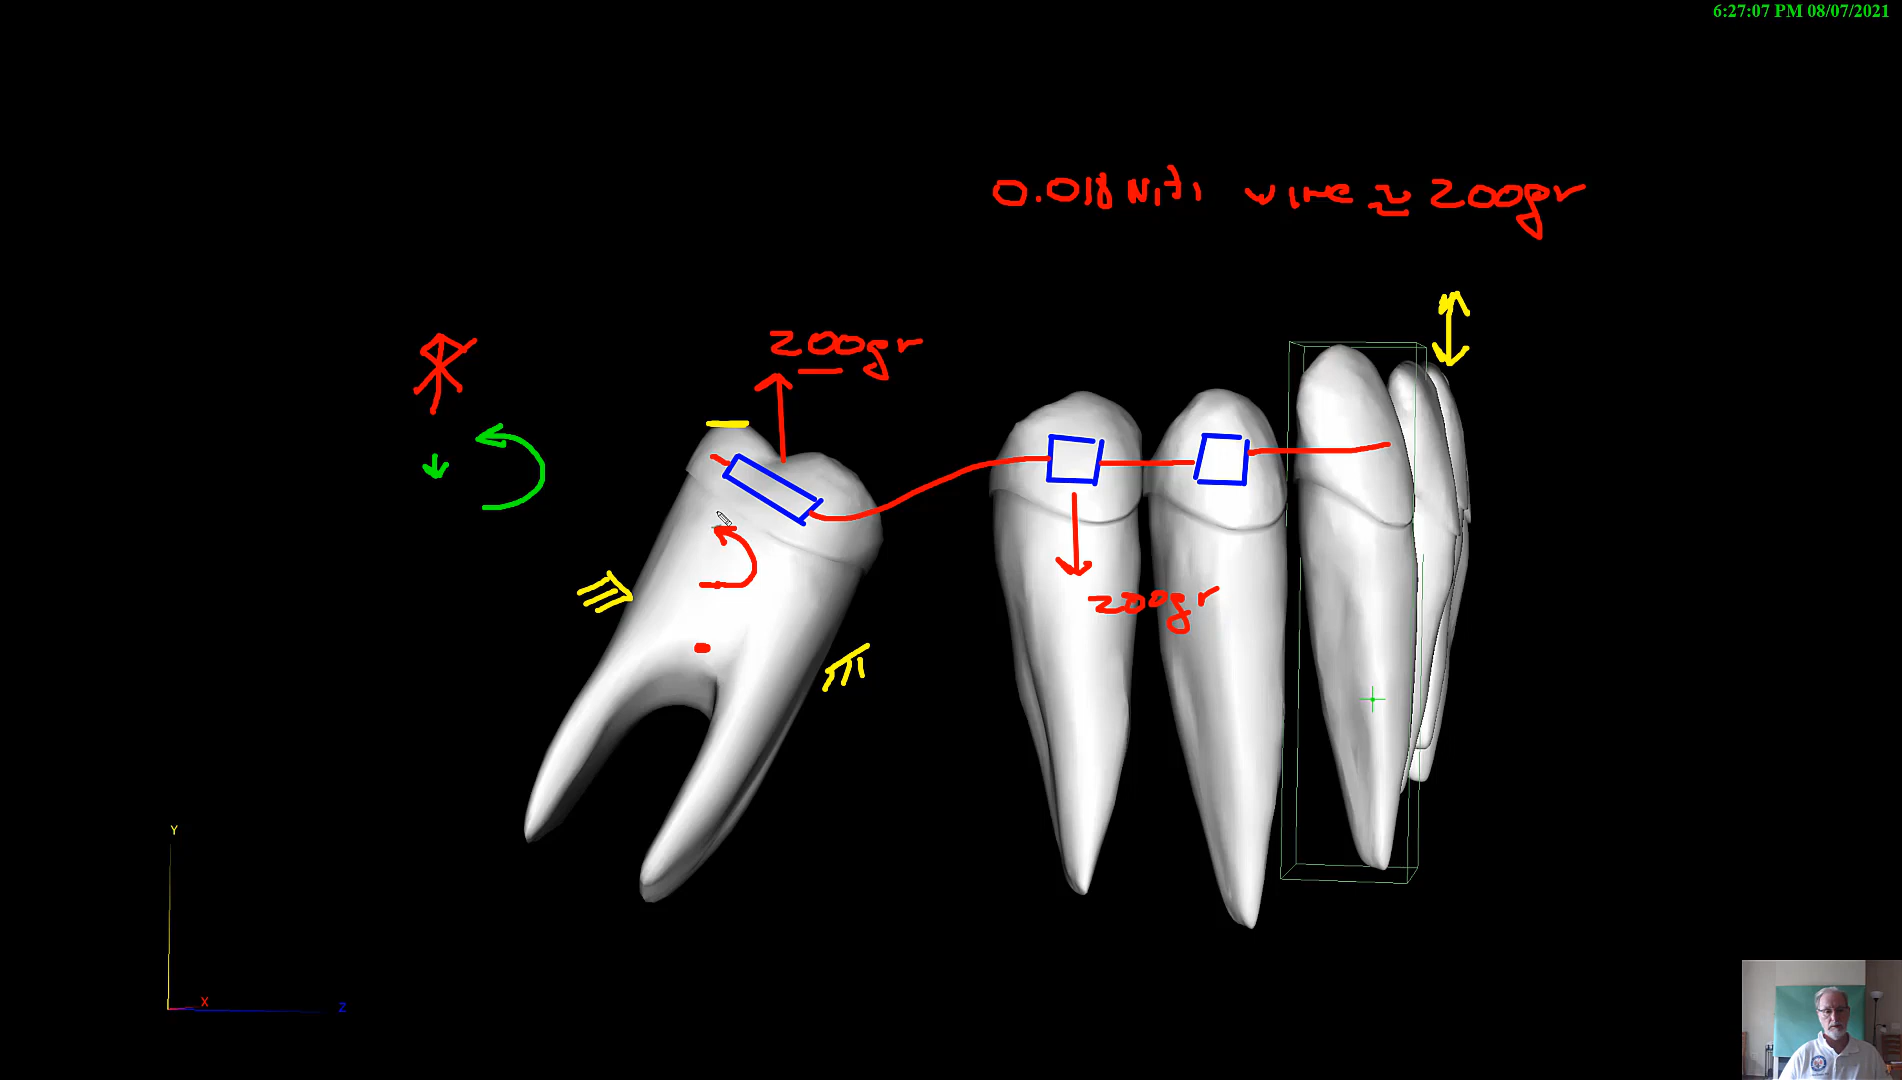 6:27:07 PM 08/07/2021
0.018 NiTi wire ≈ 200gr
200gr
200gr
Y
X
Z